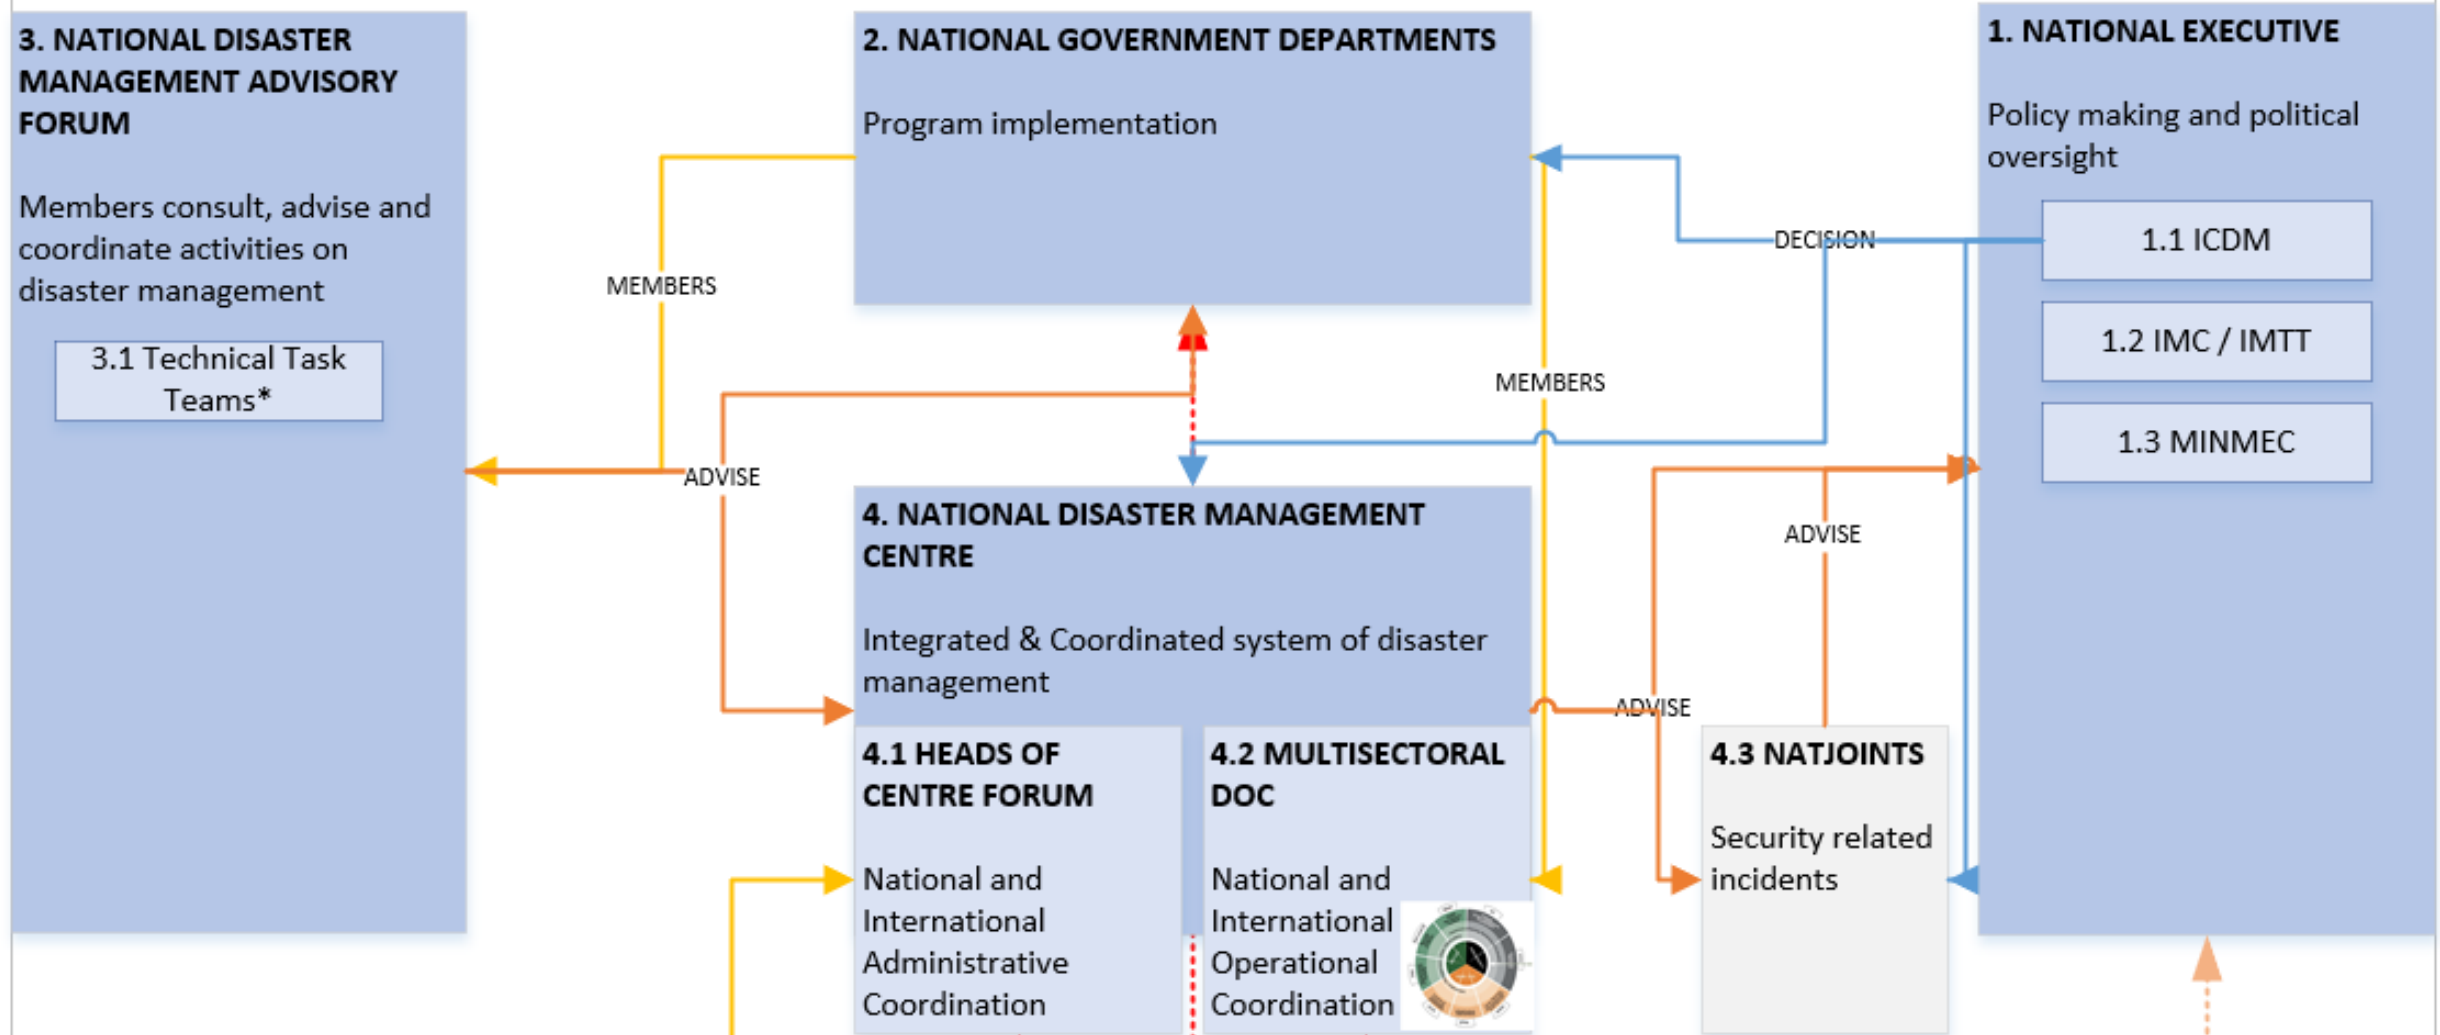 3. NATIONAL DISASTER
MANAGEMENT ADVISORY
FORUM
Members consult, advise and
coordinate activities on
disaster management
3.1 Technical Task
Teams*
MEMBERS
ADVISE
2. NATIONAL GOVERNMENT DEPARTMENTS
Program implementation
MEMBERS
DECISION
1. NATIONAL EXECUTIVE
Policy making and political
oversight
1.1 ICDM
1.2 IMC / IMTT
1.3 MINMEC
4. NATIONAL DISASTER MANAGEMENT
CENTRE
Integrated & Coordinated system of disaster
management
ADVISE
ADVISE
4.1 HEADS OF
CENTRE FORUM
National and
International
Administrative
Coordination
4.2 MULTISECTORAL
DOC
National and
International
Operational
Coordination
4.3 NATJOINTS
Security related
incidents